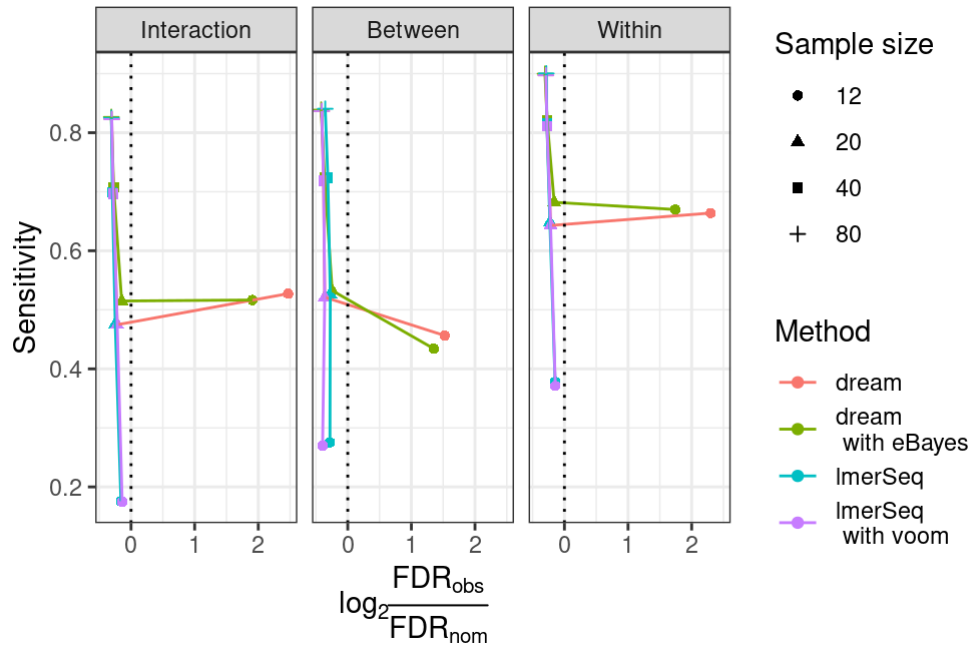 Interaction Between Within
Sensitivity
0.8
0.6
0.4
0.2
0 1 2 0 1 2 0 1 2
log2 FDRobs
FDRnom
Sample size
12
20
40
80
Method
dream
dream
with eBayes
lmerSeq
lmerSeq
with voom